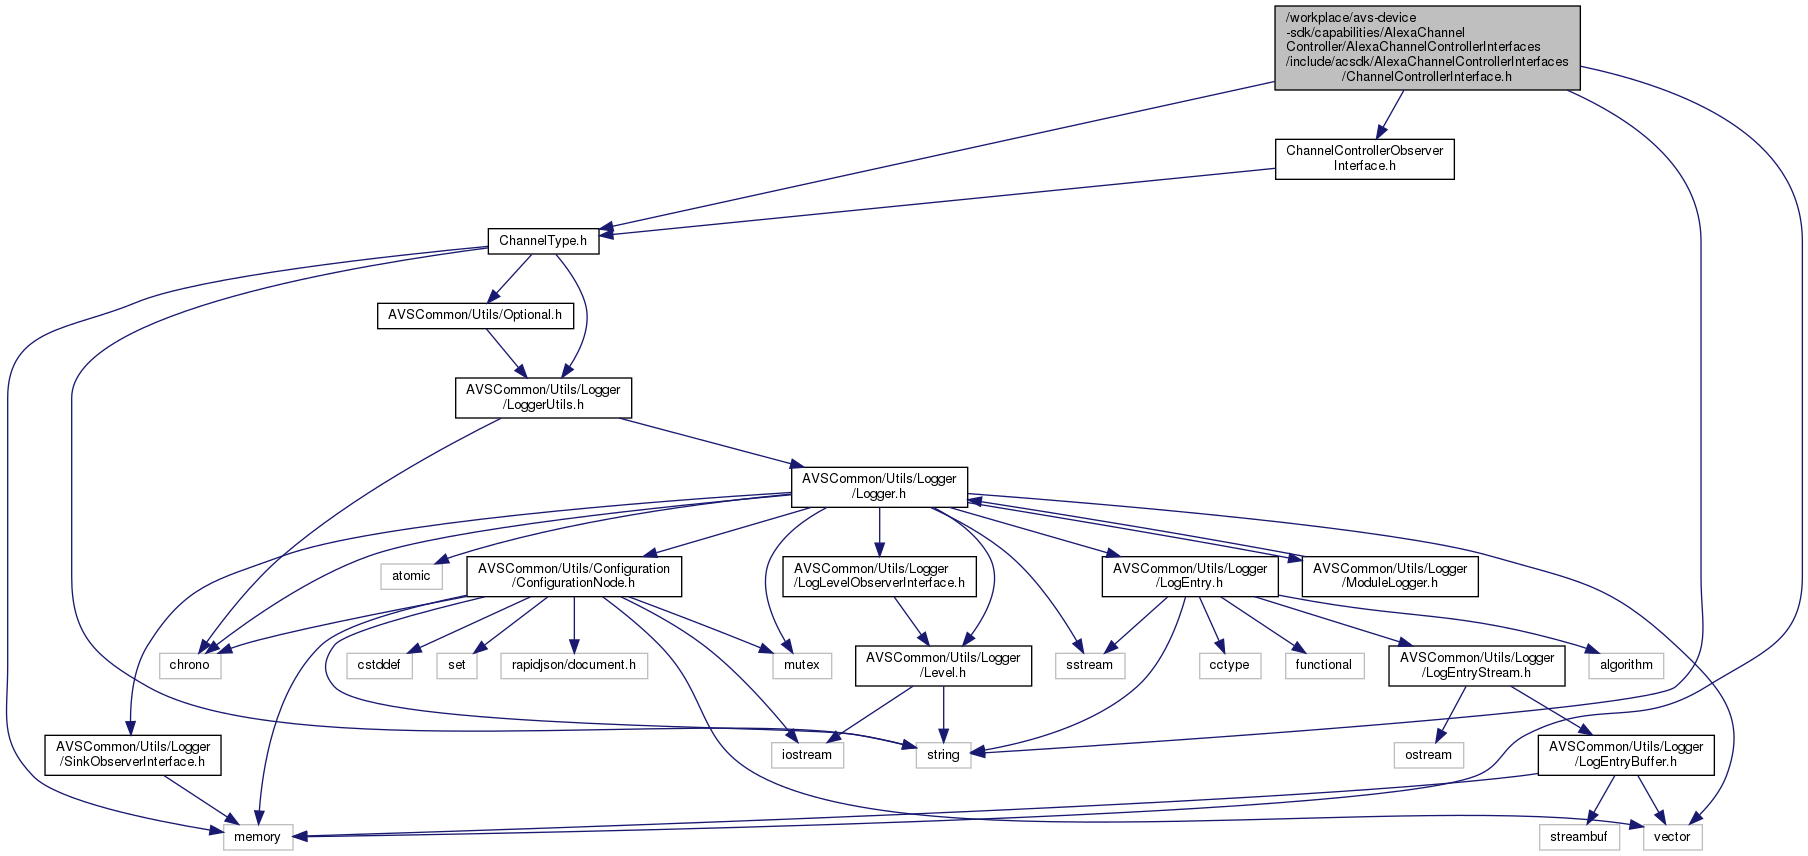 /workplace/avs-device
-sdk/capabilities/AlexaChannel
Controller/AlexaChannelControllerInterfaces
/include/acsdk/AlexaChannelControllerInterfaces
/ChannelControllerInterface.h
ChannelControllerObserver
Interface.h
ChannelType.h
AVSCommon/Utils/Optional.h
AVSCommon/Utils/Logger
/LoggerUtils.h
AVSCommon/Utils/Logger
/Logger.h
atomic
AVSCommon/Utils/Configuration
/ConfigurationNode.h
AVSCommon/Utils/Logger
/LogLevelObserverInterface.h
AVSCommon/Utils/Logger
/LogEntry.h
AVSCommon/Utils/Logger
/ModuleLogger.h
chrono
cstddef
set
rapidjson/document.h
mutex
AVSCommon/Utils/Logger
/Level.h
sstream
cctype
functional
AVSCommon/Utils/Logger
/LogEntryStream.h
algorithm
AVSCommon/Utils/Logger
/SinkObserverInterface.h
iostream
string
ostream
AVSCommon/Utils/Logger
/LogEntryBuffer.h
memory
streambuf
vector